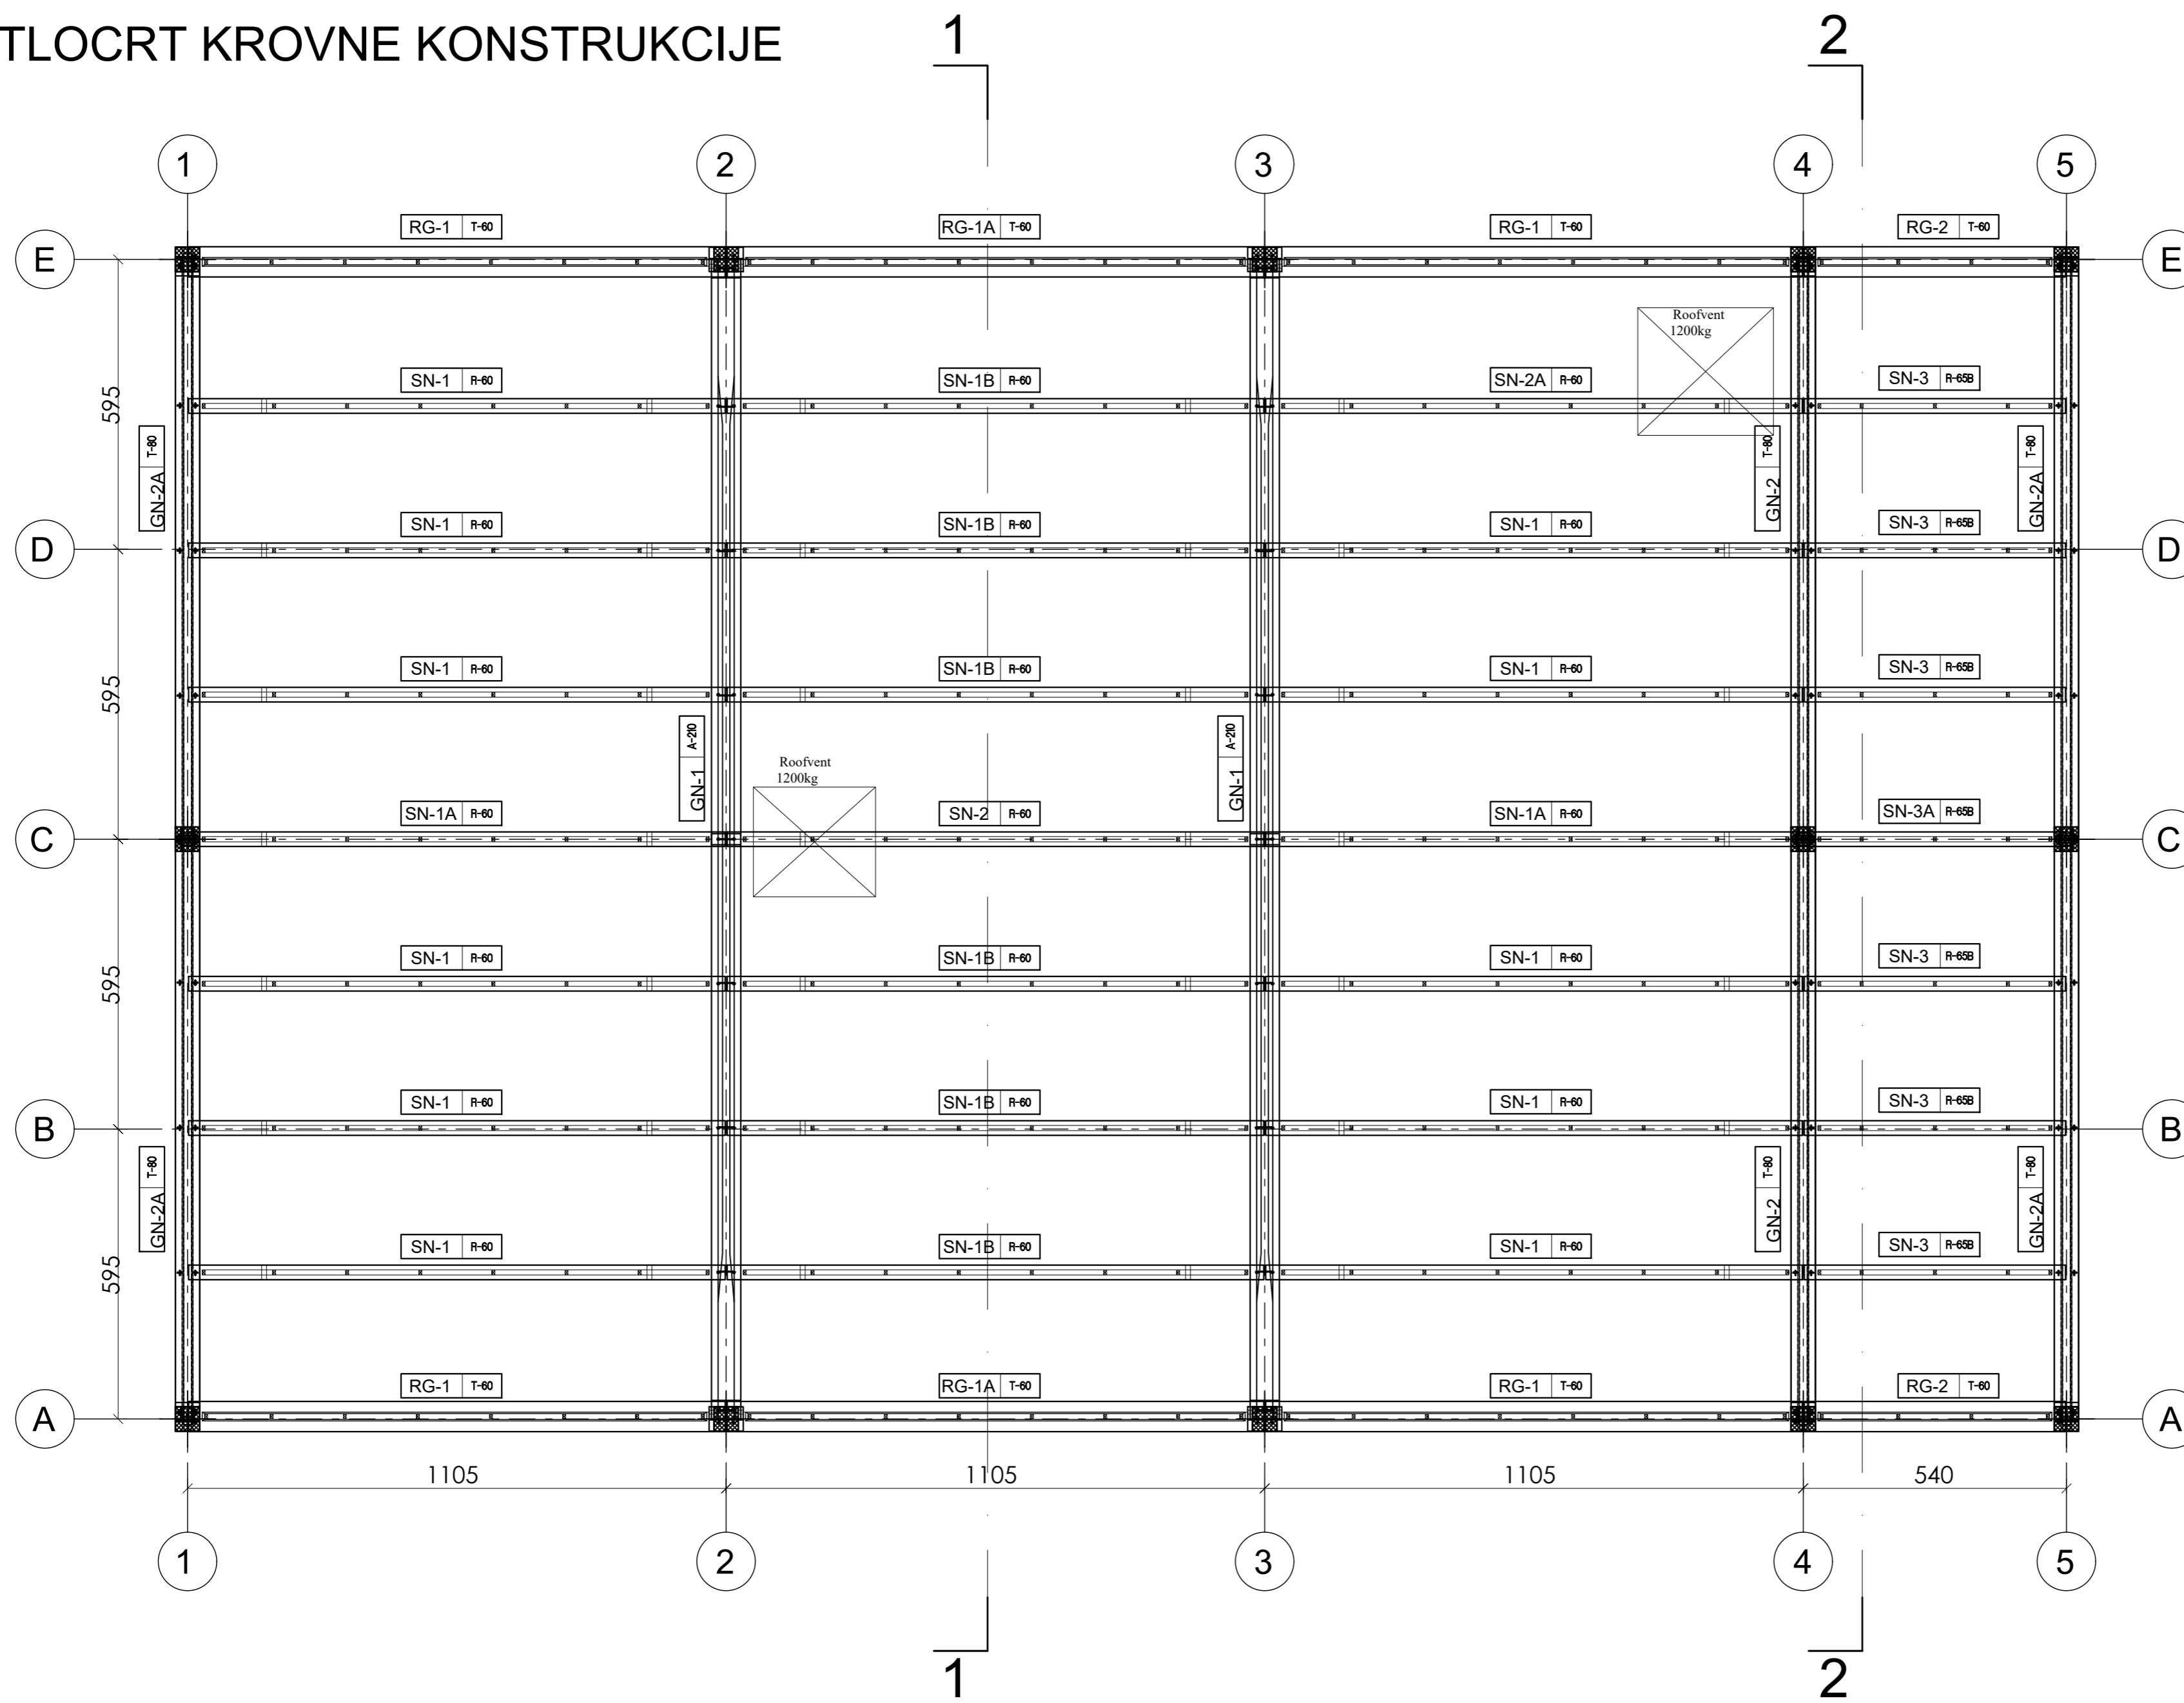 TLOCRT KROVNE KONSTRUKCIJE
1 2
1 2 3 4 5
RG-1 T-60 RG-1A T-60 RG-1 T-60 RG-2 T-60
E E
Roofvent
1200kg
SN-1 R-60 SN-1B R-60 SN-2A R-60 SN-3 R-65B
595
GN-2A T-80 GN-2 T-80 GN-2A T-80
SN-1 R-60 SN-1B R-60 SN-1 R-60 SN-3 R-65B
D D
SN-1 R-60 SN-1B R-60 SN-1 R-60 SN-3 R-65B
595
GN-1 A-210 GN-1 A-210
Roofvent
1200kg
SN-1A R-60 SN-2 R-60 SN-1A R-60 SN-3A R-65B
C C
SN-1 R-60 SN-1B R-60 SN-1 R-60 SN-3 R-65B
595
SN-1 R-60 SN-1B R-60 SN-1 R-60 SN-3 R-65B
B B
GN-2A T-80 GN-2 T-80 GN-2A T-80
SN-1 R-60 SN-1B R-60 SN-1 R-60 SN-3 R-65B
595
RG-1 T-60 RG-1A T-60 RG-1 T-60 RG-2 T-60
A A
1105 1105 1105 540
1 2 3 4 5
1 2